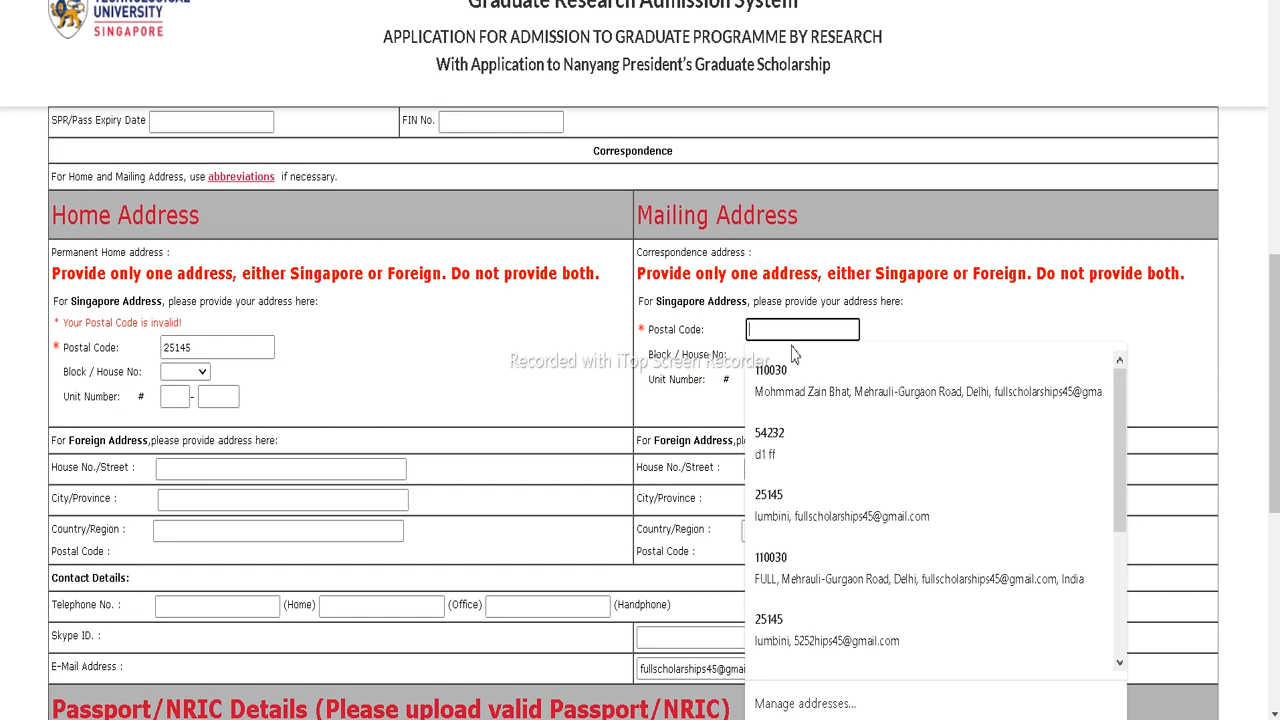 TECHNOLOGICAL
UNIVERSITY
SINGAPORE
Graduate Research Admission System
APPLICATION FOR ADMISSION TO GRADUATE PROGRAMME BY RESEARCH
With Application to Nanyang President's Graduate Scholarship
SPR/Pass Expiry Date
FIN No.
Correspondence
For Home and Mailing Address, use abbreviations if necessary.
Home Address
Permanent Home address :
Provide only one address, either Singapore or Foreign. Do not provide both.
For Singapore Address, please provide your address here:
* Your Postal Code is invalid!
* Postal Code: 25145
Block / House No:
Unit Number: # -
For Foreign Address,please provide address here:
House No./Street :
City/Province :
Country/Region :
Postal Code :
Mailing Address
Correspondence address :
Provide only one address, either Singapore or Foreign. Do not provide both.
For Singapore Address, please provide your address here:
* Postal Code:
Block / House No:
Unit Number: #
For Foreign Address,pl
House No./Street :
City/Province :
Country/Region :
Postal Code :
110030
Mohmmad Zain Bhat, Mehrauli-Gurgaon Road, Delhi, fullscholarships45@gma
54232
d1 ff
25145
lumbini, fullscholarships45@gmail.com
110030
FULL, Mehrauli-Gurgaon Road, Delhi, fullscholarships45@gmail.com, India
25145
lumbini, 5252hips45@gmail.com
Manage addresses...
Recorded with iTop Screen Recorder
Contact Details:
Telephone No. : (Home) (Office) (Handphone)
Skype ID. :
E-Mail Address : fullscholarships45@gmai
Passport/NRIC Details (Please upload valid Passport/NRIC)